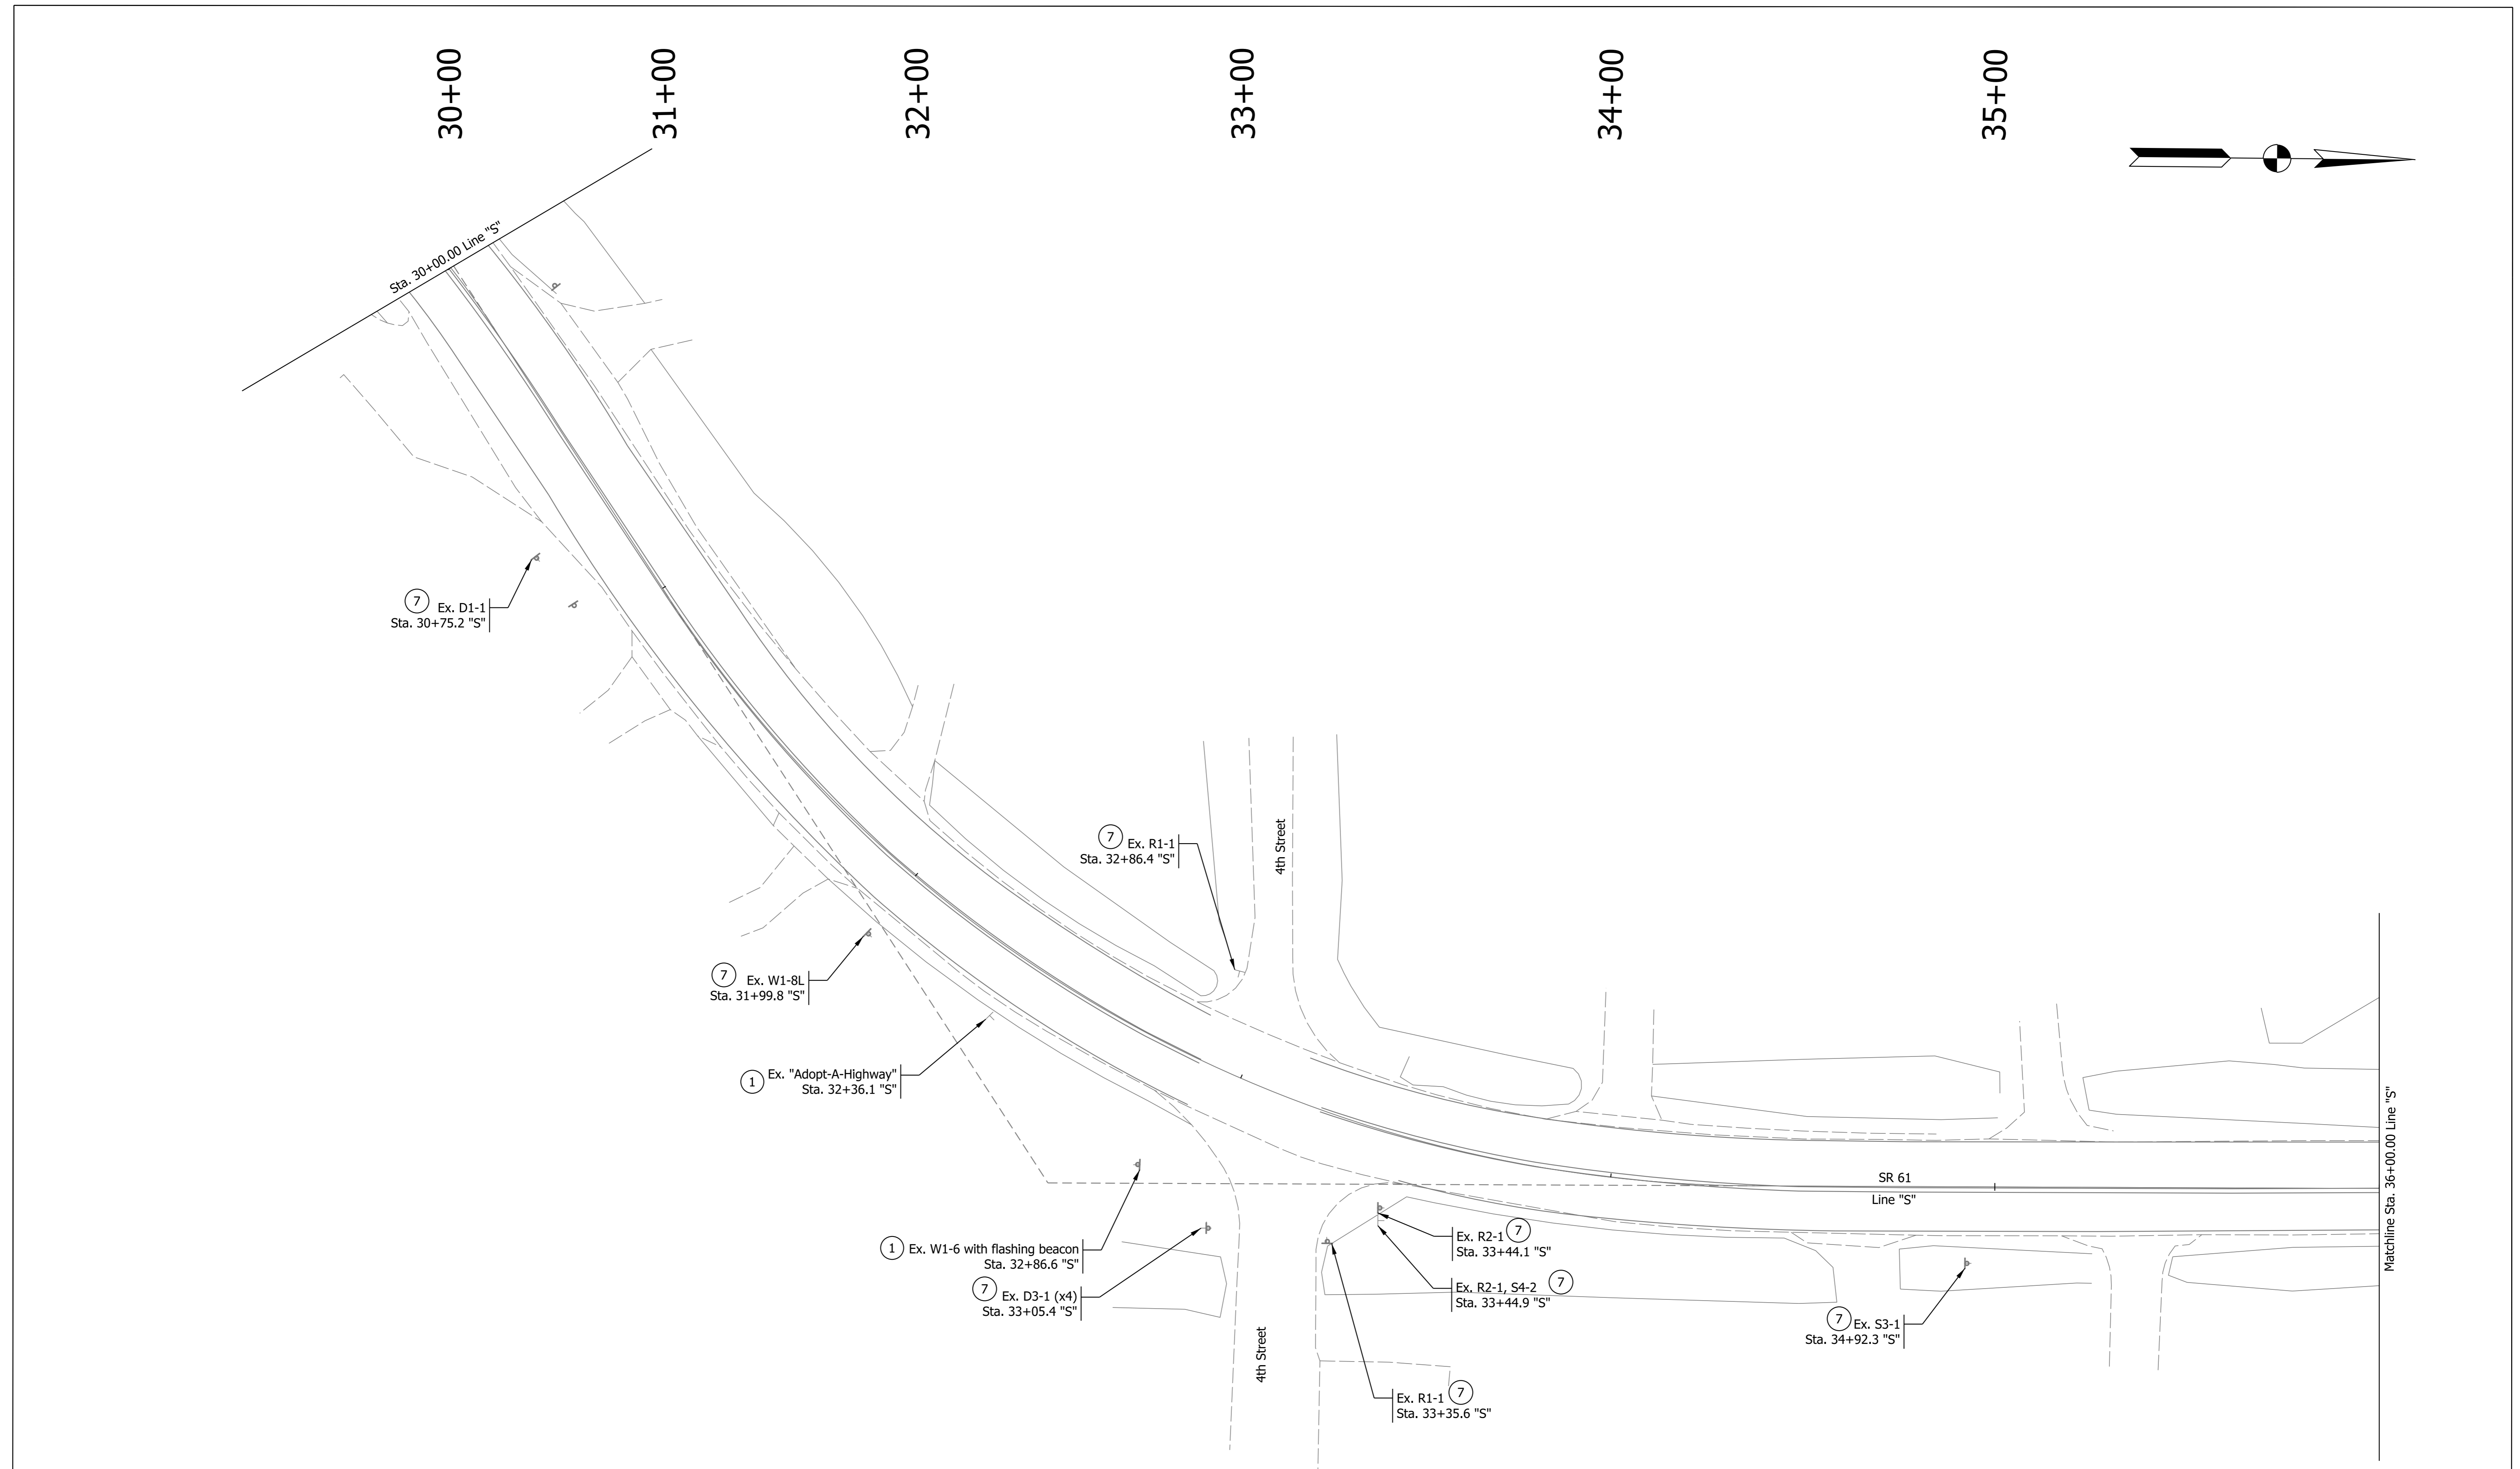 30+00
31+00
32+00
33+00
34+00
35+00
Sta. 30+00.00 Line "S"
7 Ex. D1-1
Sta. 30+75.2 "S"
7 Ex. R1-1
Sta. 32+86.4 "S"
4th Street
7 Ex. W1-8L
Sta. 31+99.8 "S"
1 Ex. "Adopt-A-Highway"
Sta. 32+36.1 "S"
SR 61
Line "S"
Matchline Sta. 36+00.00 Line "S"
1 Ex. W1-6 with flashing beacon
Sta. 32+86.6 "S"
7 Ex. D3-1 (x4)
Sta. 33+05.4 "S"
Ex. R2-1 7
Sta. 33+44.1 "S"
Ex. R2-1, S4-2 7
Sta. 33+44.9 "S"
7 Ex. S3-1
Sta. 34+92.3 "S"
4th Street
Ex. R1-1 7
Sta. 33+35.6 "S"